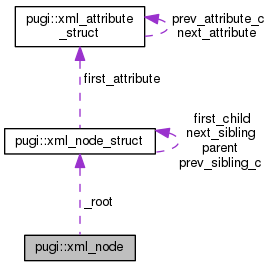 pugi::xml_attribute
_struct
prev_attribute_c
next_attribute
first_attribute
pugi::xml_node_struct
first_child
next_sibling
parent
prev_sibling_c
_root
pugi::xml_node